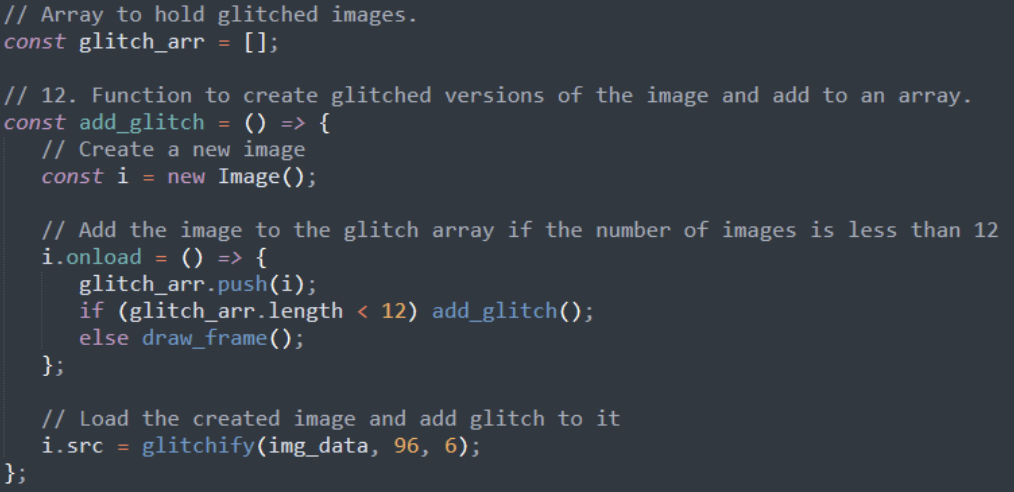 // Array to hold glitched images.
const glitch_arr = [];
// 12. Function to create glitched versions of the image and add to an array.
const add_glitch = () => {
// Create a new image
const i = new Image();
// Add the image to the glitch array if the number of images is less than 12
i.onload = () => {
glitch_arr.push(i);
if (glitch_arr.length < 12) add_glitch();
else draw_frame();
};
// Load the created image and add glitch to it
i.src = glitchify(img_data, 96, 6);
};